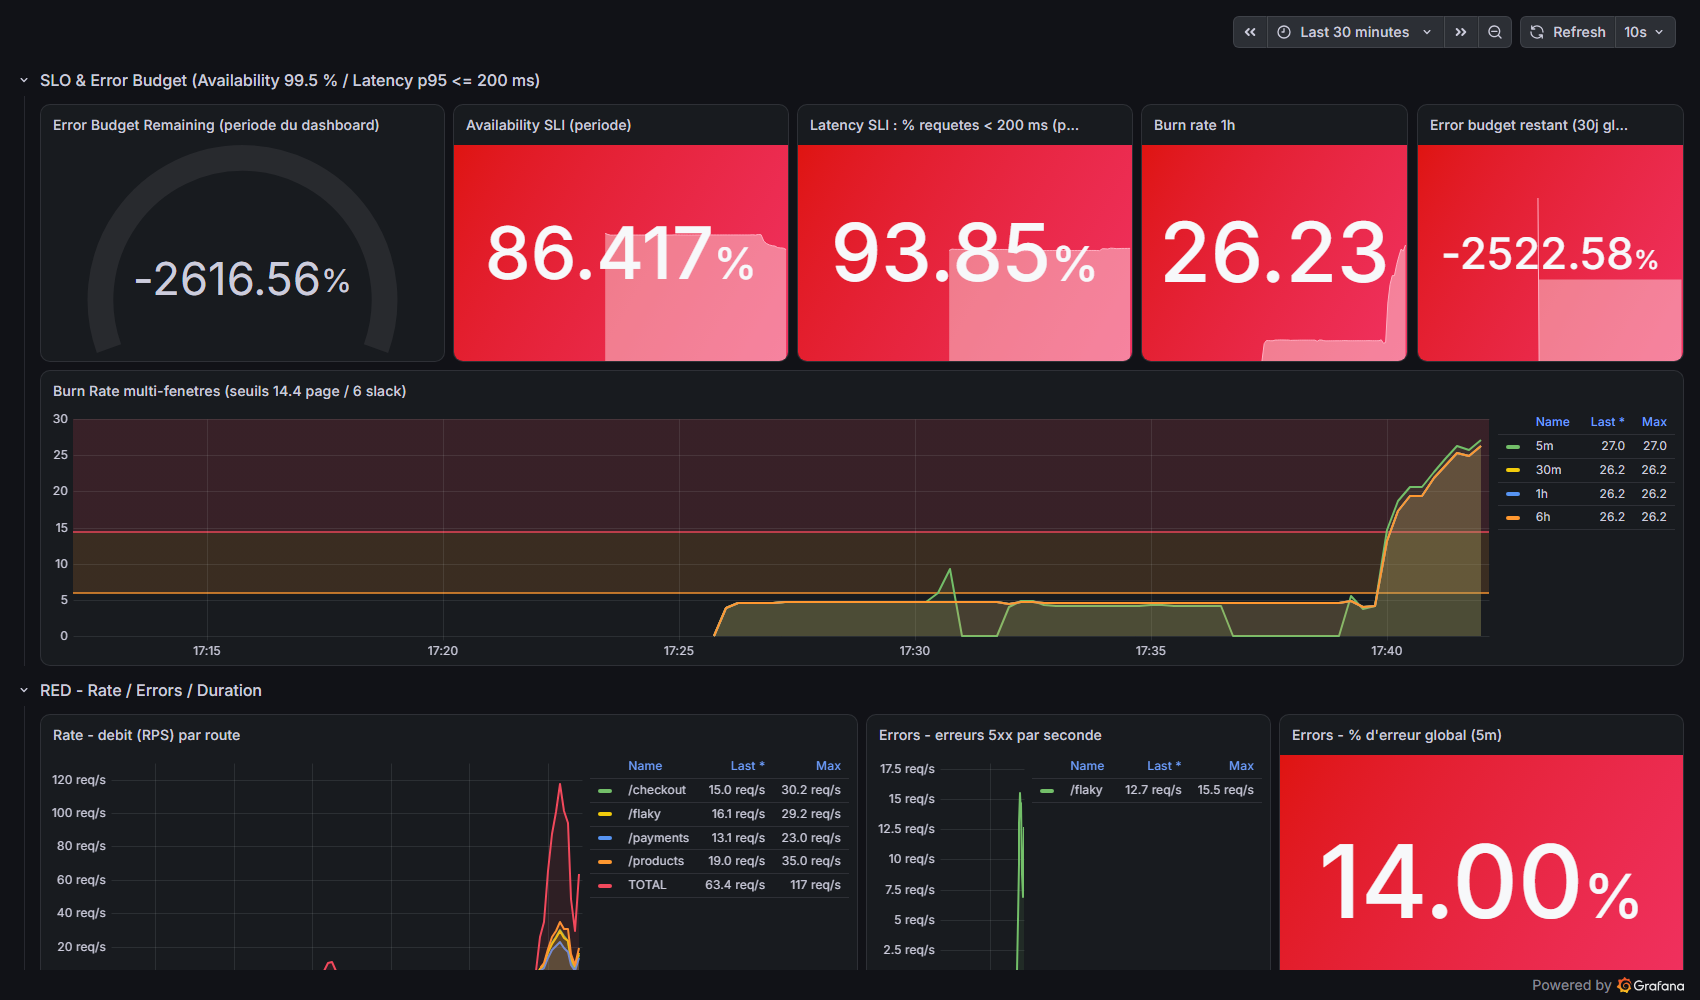 Last 30 minutes
Refresh
10s
SLO & Error Budget (Availability 99.5 % / Latency p95 <= 200 ms)
Error Budget Remaining (periode du dashboard)
-2616.56%
Availability SLI (periode)
86.417%
Latency SLI : % requetes < 200 ms (p...
93.85%
Burn rate 1h
26.23
Error budget restant (30j gl...
-2522.58%
Burn Rate multi-fenetres (seuils 14.4 page / 6 slack)
30
25
20
15
10
5
0
17:15 17:20 17:25 17:30 17:35 17:40
Name Last * Max
5m 27.0 27.0
30m 26.2 26.2
1h 26.2 26.2
6h 26.2 26.2
RED - Rate / Errors / Duration
Rate - debit (RPS) par route
120 req/s
100 req/s
80 req/s
60 req/s
40 req/s
20 req/s
Name Last * Max
/checkout 15.0 req/s 30.2 req/s
/flaky 16.1 req/s 29.2 req/s
/payments 13.1 req/s 23.0 req/s
/products 19.0 req/s 35.0 req/s
TOTAL 63.4 req/s 117 req/s
Errors - erreurs 5xx par seconde
17.5 req/s
15 req/s
12.5 req/s
10 req/s
7.5 req/s
5 req/s
2.5 req/s
Name Last * Max
/flaky 12.7 req/s 15.5 req/s
Errors - % d'erreur global (5m)
14.00%
Powered by Grafana